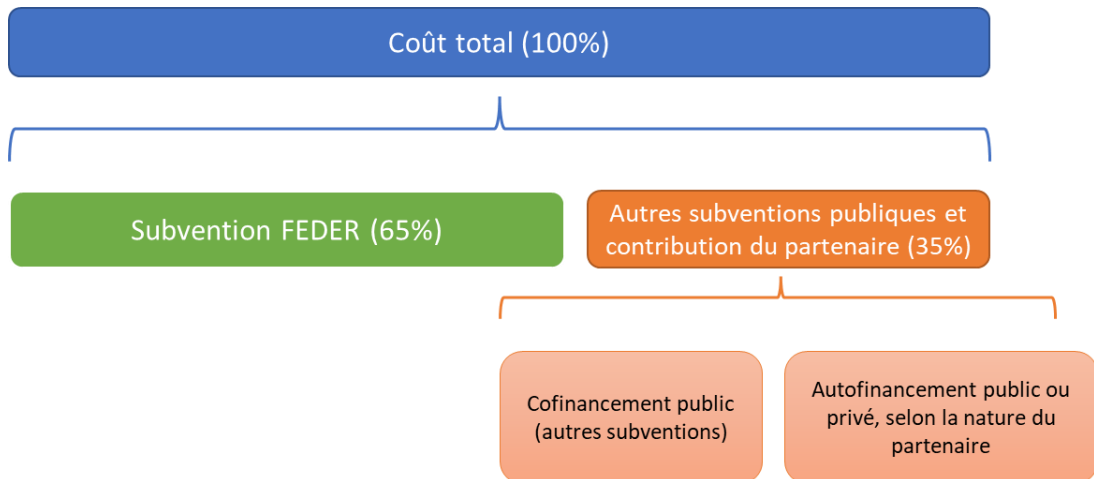 Coût total (100%)
Subvention FEDER (65%)
Autres subventions publiques et
contribution du partenaire (35%)
Cofinancement public
(autres subventions)
Autofinancement public ou
privé, selon la nature du
partenaire